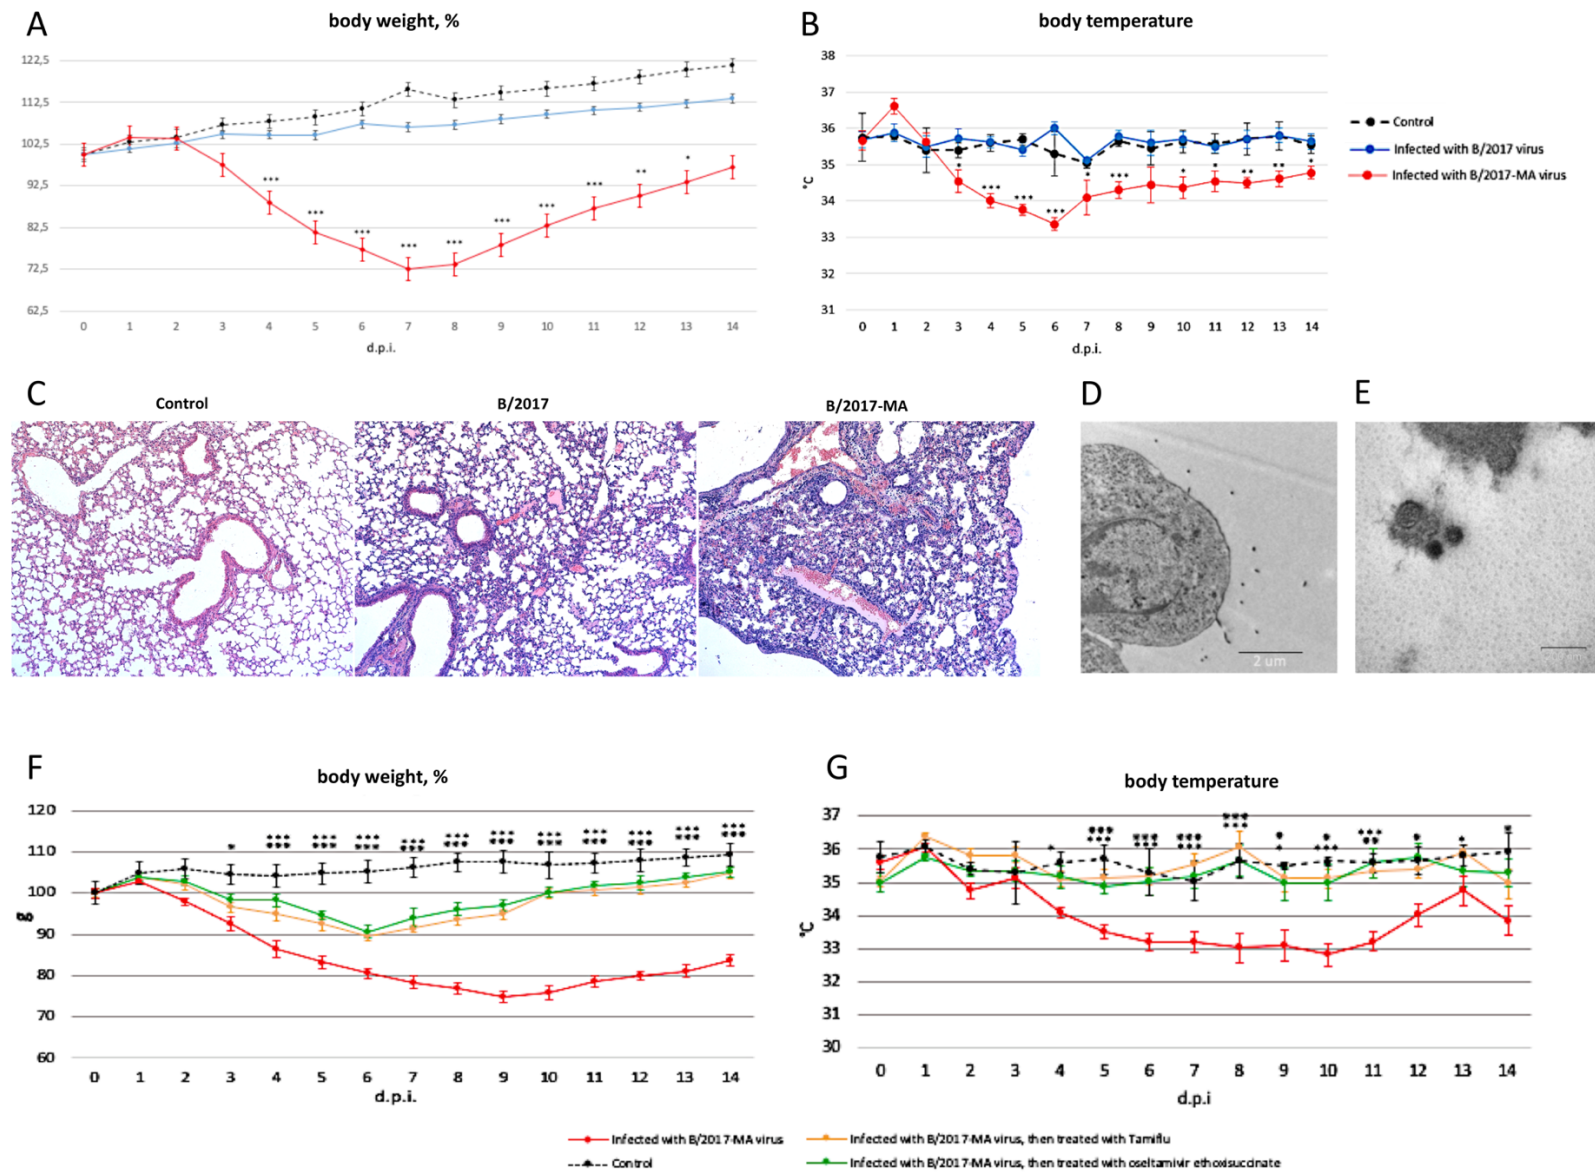 A
body weight, %
122,5
112,5
102,5
92,5
82,5
72,5
62,5
*** *** *** *** *** *** *** *** ** *
0 1 2 3 4 5 6 7 8 9 10 11 12 13 14
d.p.i.
B
body temperature
38
37
36
35
34
33
32
31
°C
* *** *** *** * *** * * ** ** *
0 1 2 3 4 5 6 7 8 9 10 11 12 13 14
d.p.i.
Control
Infected with B/2017 virus
Infected with B/2017-MA virus
C
Control
B/2017
B/2017-MA
D
2 um
E
F
body weight, %
120
110
100
90
80
70
60
g
0 1 2 3 4 5 6 7 8 9 10 11 12 13 14
d.p.i.
G
body temperature
37
36
35
34
33
32
31
30
°C
0 1 2 3 4 5 6 7 8 9 10 11 12 13 14
d.p.i
Infected with B/2017-MA virus
Control
Infected with B/2017-MA virus, then treated with Tamiflu
Infected with B/2017-MA virus, then treated with oseltamivir ethoxisuccinate